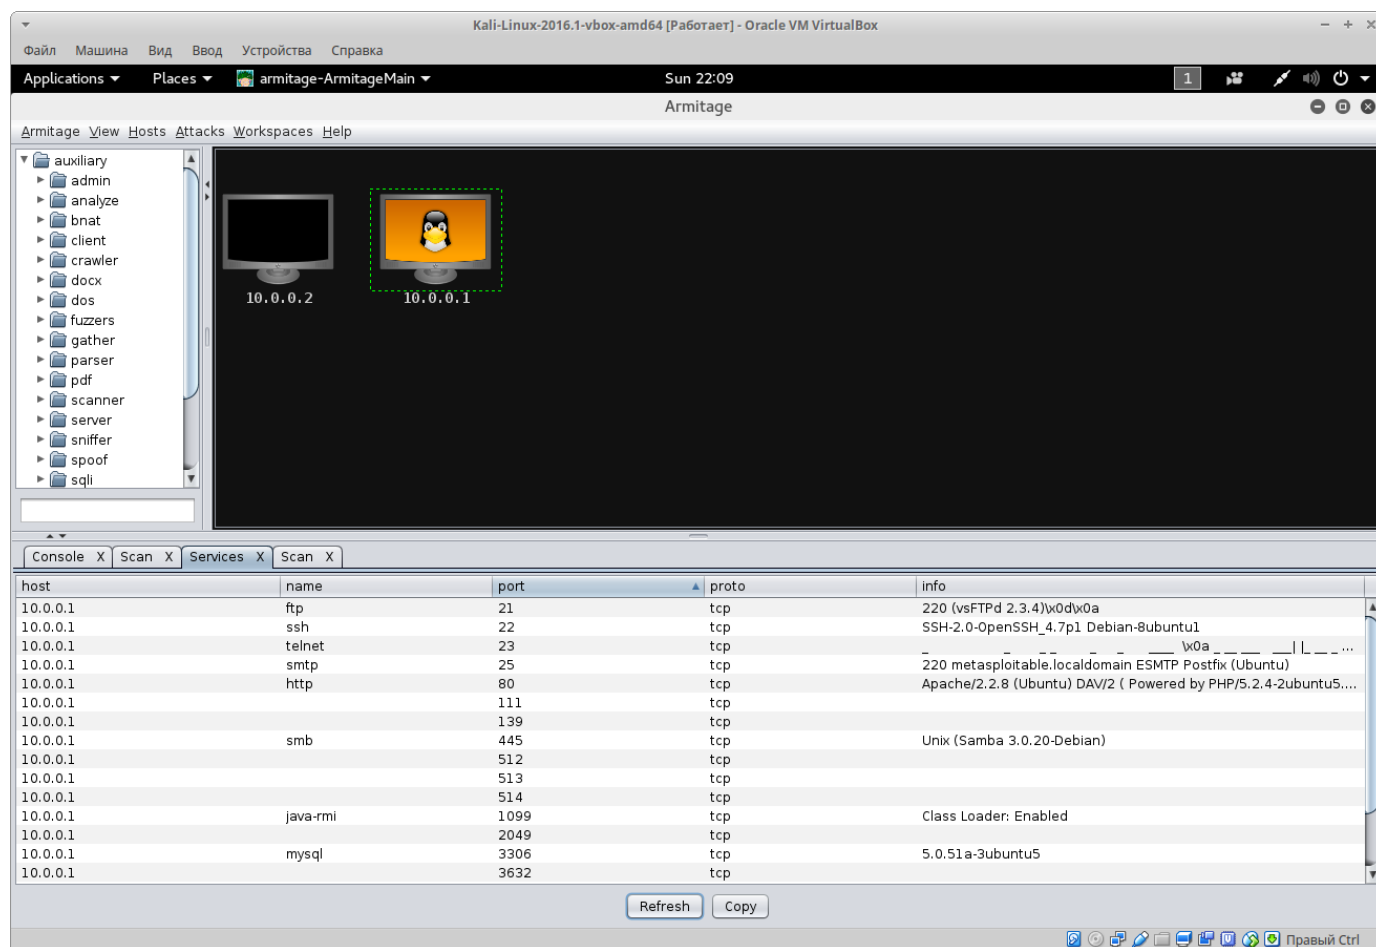 Kali-Linux-2016.1-vbox-amd64 [Работает] - Oracle VM VirtualBox
Файл Машина Вид Ввод Устройства Справка
Applications Places armitage-ArmitageMain Sun 22:09 1
Armitage
Armitage View Hosts Attacks Workspaces Help
auxiliary
admin
analyze
bnat
client
crawler
docx
dos
fuzzers
gather
parser
pdf
scanner
server
sniffer
spoof
sqli
10.0.0.2 10.0.0.1
Console X Scan X Services X Scan X
host name port proto info
10.0.0.1 ftp 21 tcp 220 (vsFTPd 2.3.4)\x0d\x0a
10.0.0.1 ssh 22 tcp SSH-2.0-OpenSSH_4.7p1 Debian-8ubuntu1
10.0.0.1 telnet 23 tcp _ _ _ _ _ _ ____ \x0a _ __ ___ ___| |_ __ _ ...
10.0.0.1 smtp 25 tcp 220 metasploitable.localdomain ESMTP Postfix (Ubuntu)
10.0.0.1 http 80 tcp Apache/2.2.8 (Ubuntu) DAV/2 ( Powered by PHP/5.2.4-2ubuntu5....
10.0.0.1 111 tcp
10.0.0.1 139 tcp
10.0.0.1 smb 445 tcp Unix (Samba 3.0.20-Debian)
10.0.0.1 512 tcp
10.0.0.1 513 tcp
10.0.0.1 514 tcp
10.0.0.1 java-rmi 1099 tcp Class Loader: Enabled
10.0.0.1 2049 tcp
10.0.0.1 mysql 3306 tcp 5.0.51a-3ubuntu5
10.0.0.1 3632 tcp
Refresh Copy
Правый Ctrl